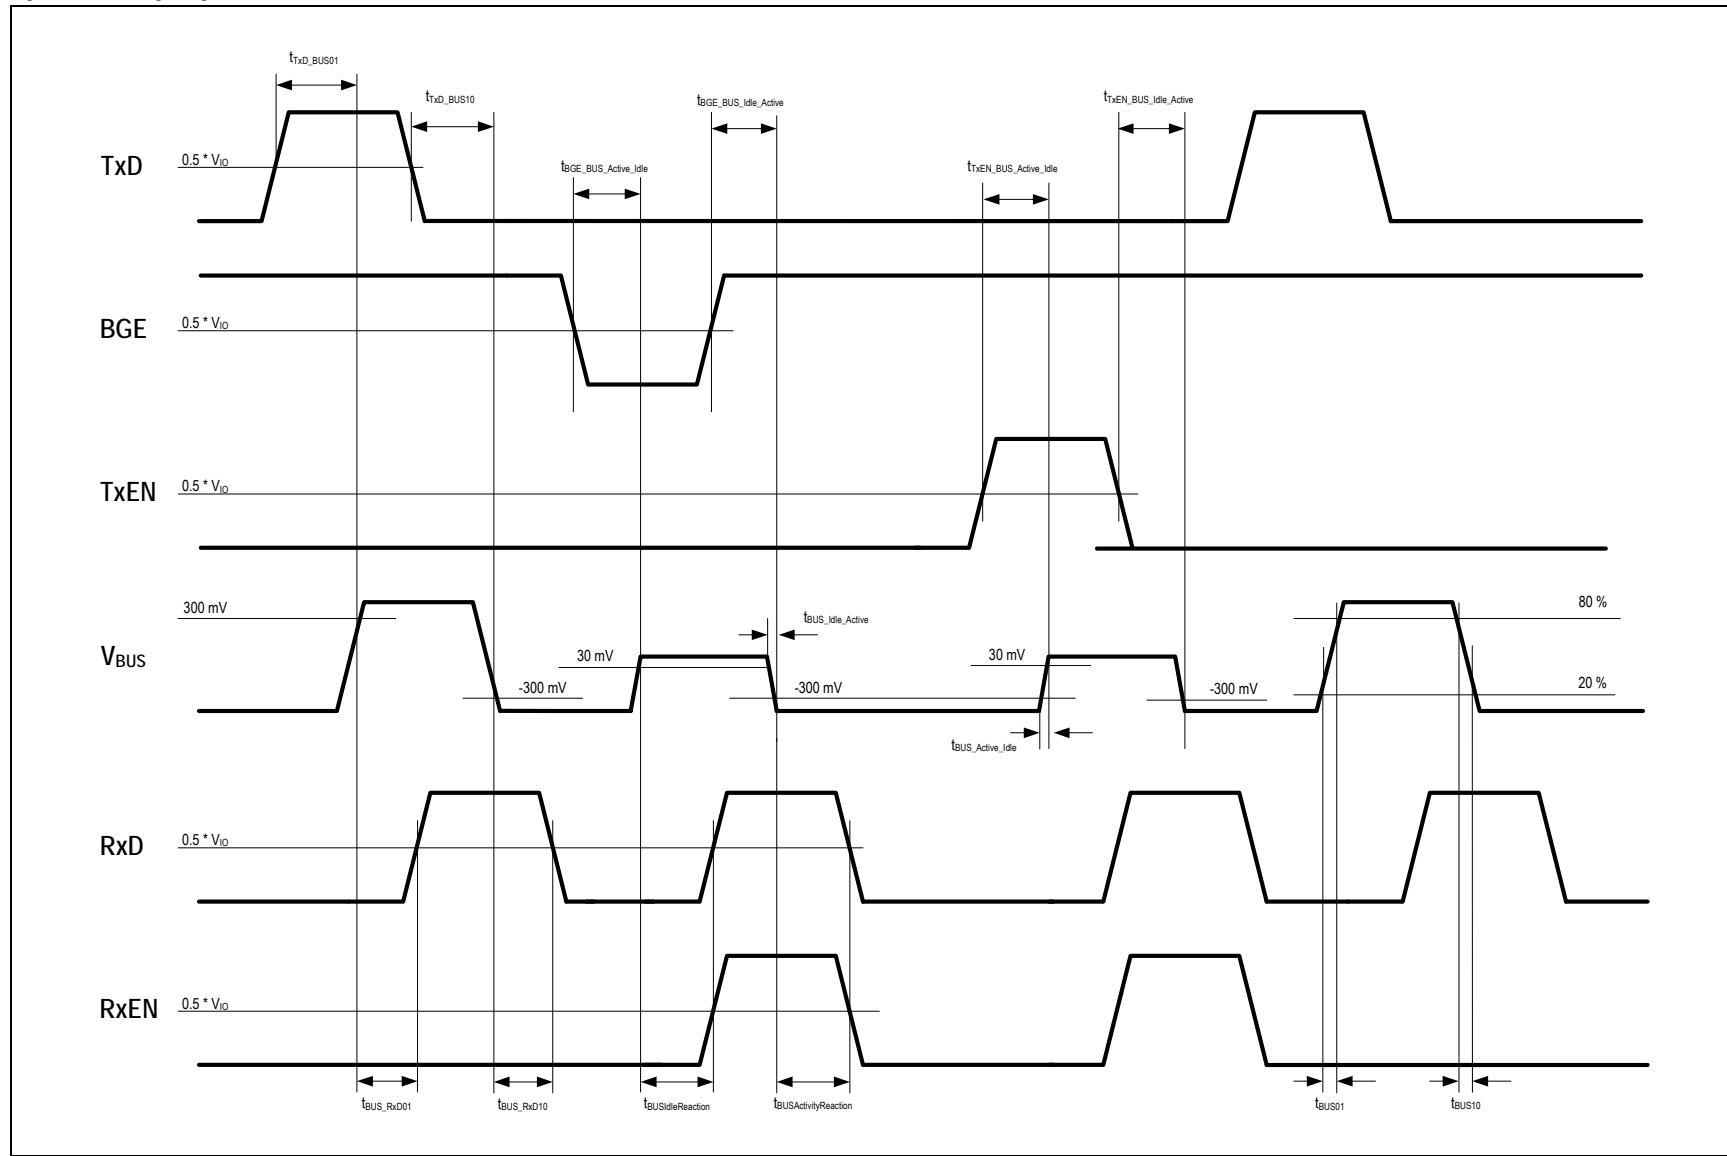 tTxD_BUS01
tTxD_BUS10
tBGE_BUS_Idle_Active
tTxEN_BUS_Idle_Active
TxD
0.5 * VIO
tBGE_BUS_Active_Idle
tTxEN_BUS_Active_Idle
BGE
0.5 * VIO
TxEN
0.5 * VIO
300 mV
80 %
tBUS_Idle_Active
VBUS
30 mV
30 mV
-300 mV
-300 mV
-300 mV
20 %
tBUS_Active_Idle
RxD
0.5 * VIO
RxEN
0.5 * VIO
tBUS_RxD01
tBUS_RxD10
tBUSIdleReaction
tBUSActivityReaction
tBUS01
tBUS10